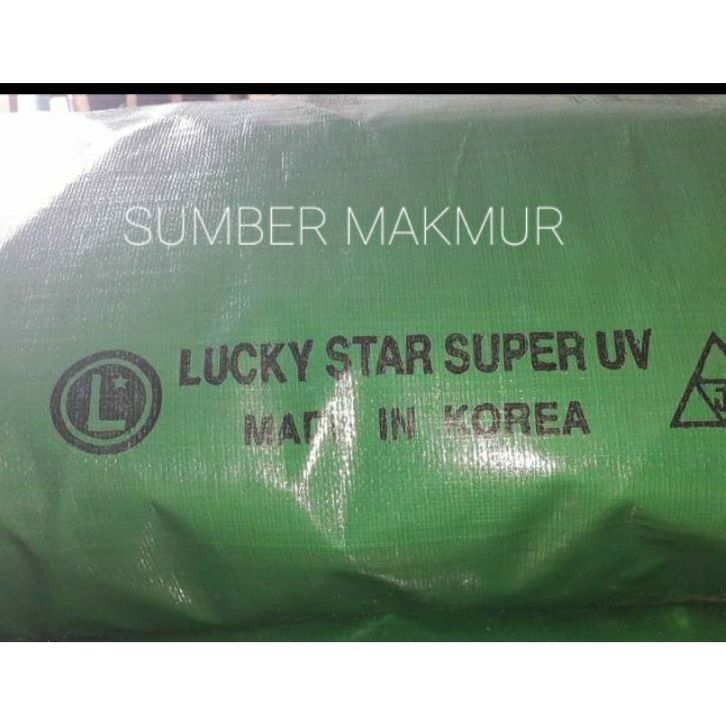 SUMBER MAKMUR
L LUCKY STAR SUPER UV
MADE IN KOREA
J